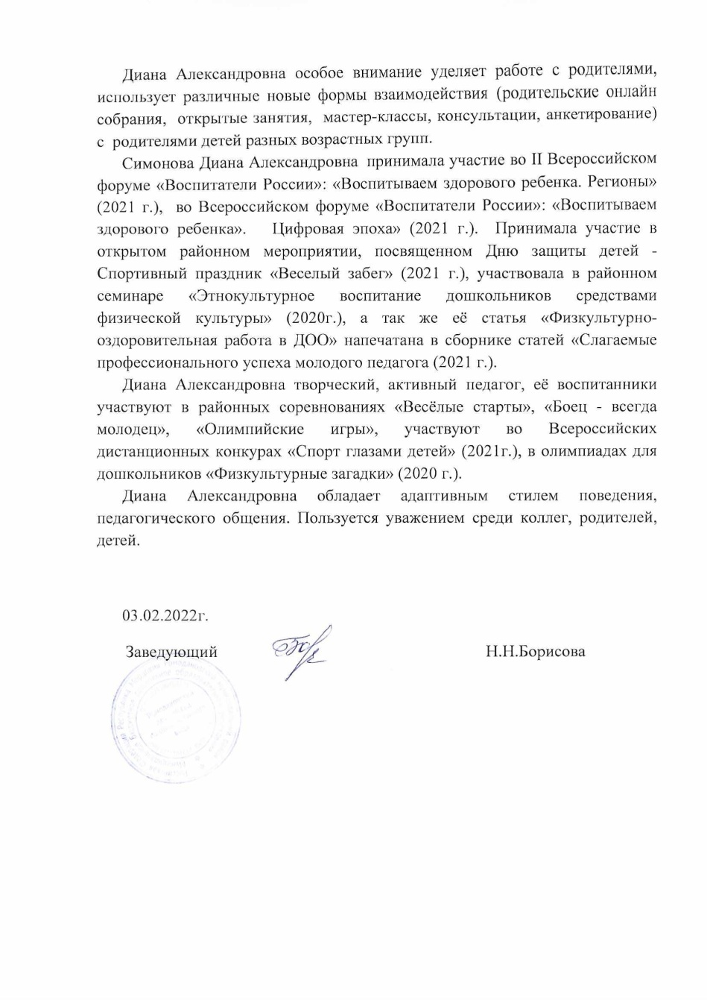 Диана Александровна особое внимание уделяет работе с родителями,
использует различные новые формы взаимодействия (родительские онлайн
собрания, открытые занятия, мастер-классы, консультации, анкетирование)
с родителями детей разных возрастных групп.
Симонова Диана Александровна принимала участие во II Всероссийском
форуме «Воспитатели России»: «Воспитываем здорового ребенка. Регионы»
(2021 г.), во Всероссийском форуме «Воспитатели России»: «Воспитываем
здорового ребенка». Цифровая эпоха» (2021 г.). Принимала участие в
открытом районном мероприятии, посвященном Дню защиты детей -
Спортивный праздник «Веселый забег» (2021 г.), участвовала в районном
семинаре «Этнокультурное воспитание дошкольников средствами
физической культуры» (2020г.), а так же её статья «Физкультурно-
оздоровительная работа в ДОО» напечатана в сборнике статей «Слагаемые
профессионального успеха молодого педагога (2021 г.).
Диана Александровна творческий, активный педагог, её воспитанники
участвуют в районных соревнованиях «Весёлые старты», «Боец - всегда
молодец», «Олимпийские игры», участвуют во Всероссийских
дистанционных конкурах «Спорт глазами детей» (2021г.), в олимпиадах для
дошкольников «Физкультурные загадки» (2020 г.).
Диана Александровна обладает адаптивным стилем поведения,
педагогического общения. Пользуется уважением среди коллег, родителей,
детей.
03.02.2022г.
Заведующий Н.Н.Борисова